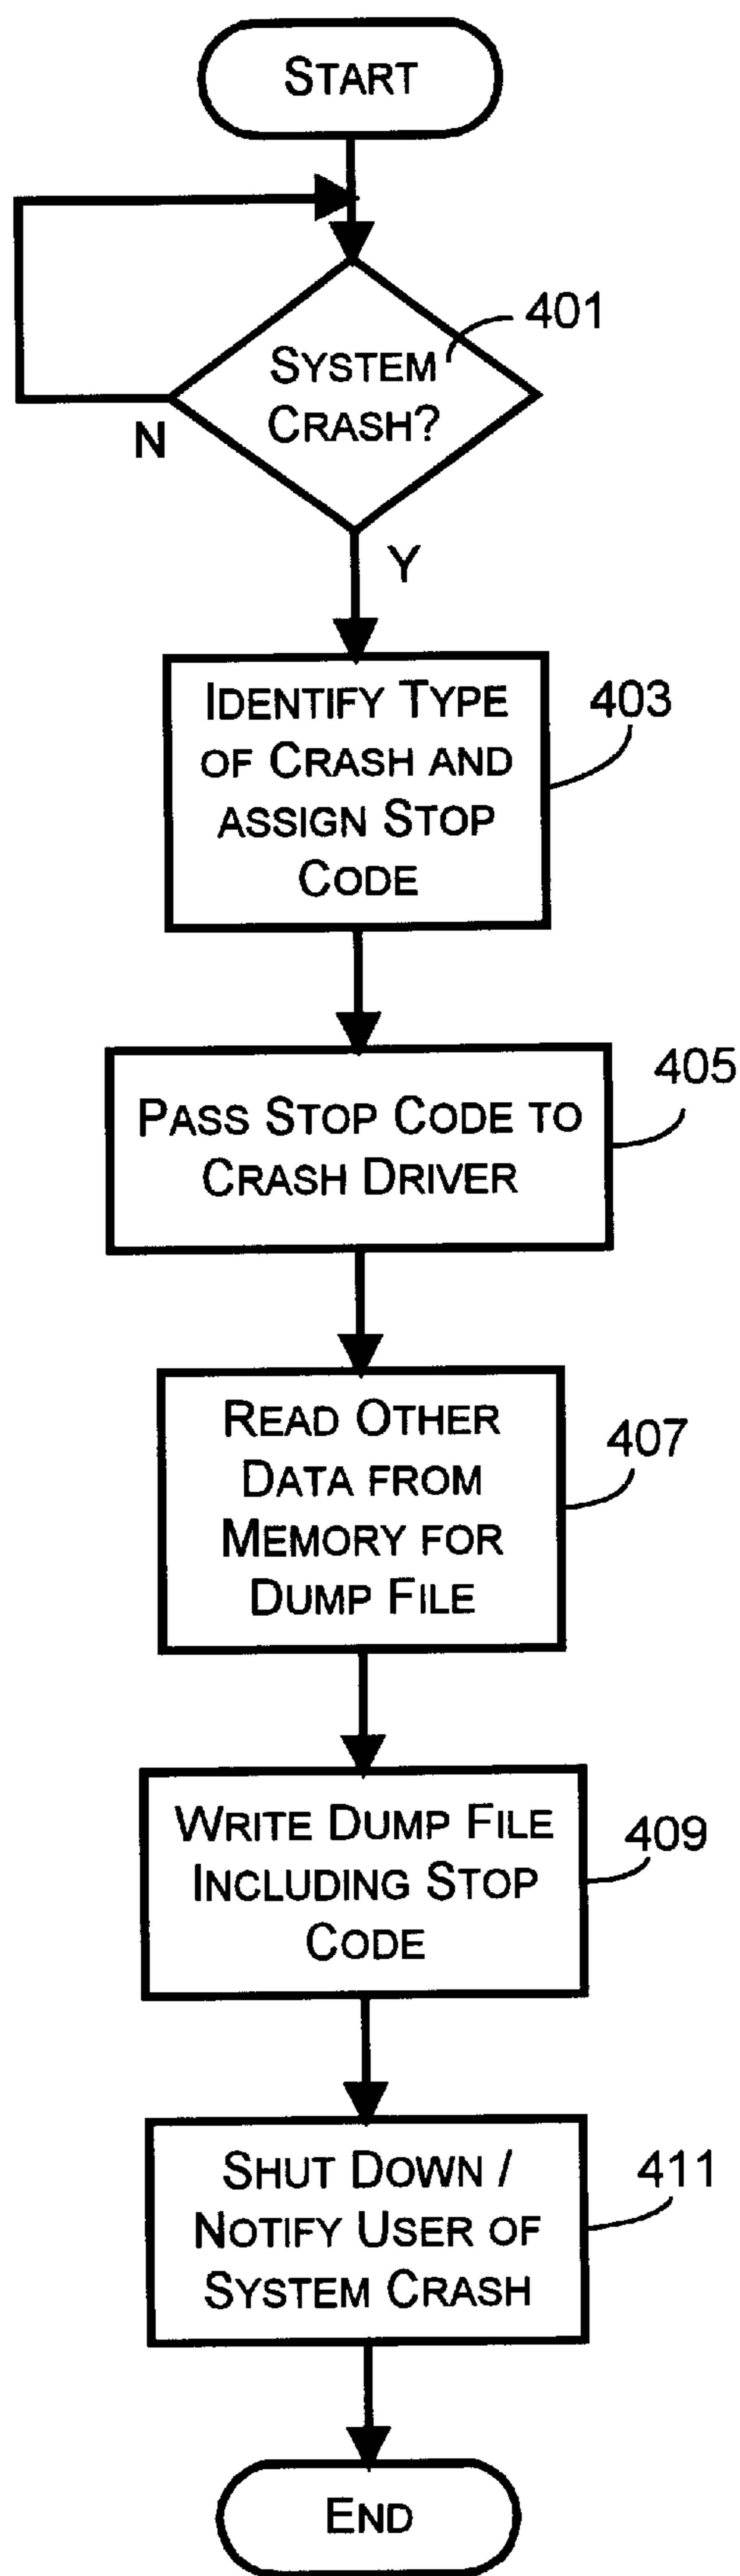 START
401
SYSTEM
CRASH?
N
Y
IDENTIFY TYPE
OF CRASH AND
ASSIGN STOP
CODE
403
PASS STOP CODE TO
CRASH DRIVER
405
READ OTHER
DATA FROM
MEMORY FOR
DUMP FILE
407
WRITE DUMP FILE
INCLUDING STOP
CODE
409
SHUT DOWN /
NOTIFY USER OF
SYSTEM CRASH
411
END